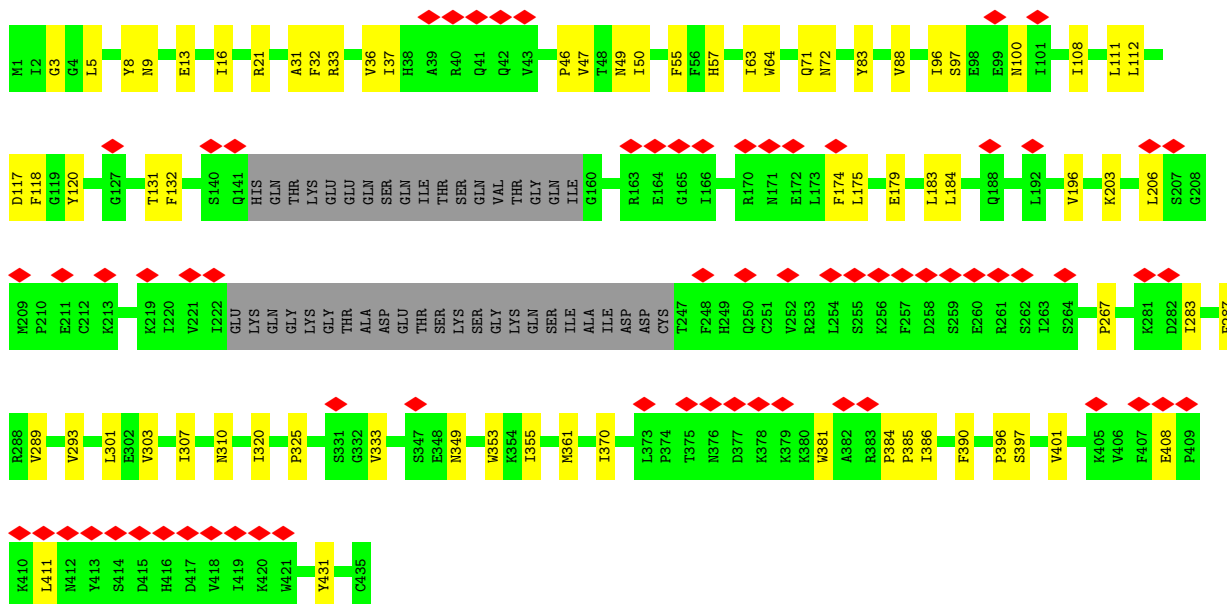 M1 I2 G3 G4 L5 Y8 N9 E13 I16 R21 A31 F32 R33 V36 I37 H38 A39 R40 Q41 Q42 V43 P46 V47 T48 N49 I50 F55 F56 H57 I63 W64 Q71 N72 Y83 V88 I96 S97 E98 E99 N100 I101 I108 L111 L112
D117 F118 G119 Y120 G127 T131 F132 S140 Q141 HIS GLN THR LYS GLU GLU GLN SER GLN ILE THR SER GLN VAL THR GLY GLN ILE G160 R163 E164 G165 I166 R170 N171 E172 L173 F174 L175 E179 L183 L184 Q188 L192 V196 K203 L206 S207 G208
M209 P210 E211 C212 K213 K219 I220 V221 I222 GLU LYS GLN GLY LYS GLY THR ALA ASP GLU THR SER LYS SER GLY LYS GLN SER ILE ALA ILE ASP ASP CYS T247 F248 H249 Q250 C251 V252 R253 L254 S255 K256 F257 D258 S259 E260 R261 S262 I263 S264 P267 K281 D282 I283
R288 V289 V293 L301 E302 V303 I307 N310 I320 P325 S331 G332 V333 S347 E348 N349 W353 K354 I355 M361 I370 L373 P374 T375 N376 D377 K378 K379 K380 W381 A382 R383 P384 P385 I386 F390 P396 S397 V401 K405 V406 F407 E408 P409
K410 L411 N412 Y413 S414 D415 H416 D417 V418 I419 K420 W421 Y431 C435